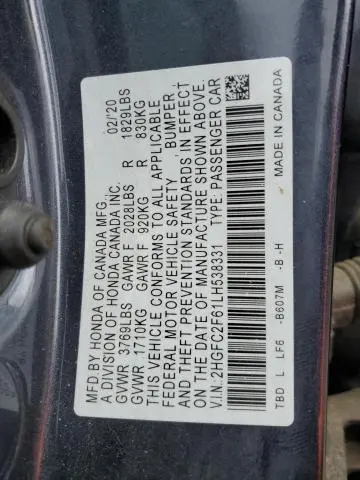 MFD BY HONDA OF CANADA MFG. 02/'20
A DIVISION OF HONDA CANADA INC.
GVWR 3769LBS GAWR F 2028LBS R 1829LBS
GVWR 1710KG GAWR F 920KG R 830KG
THIS VEHICLE CONFORMS TO ALL APPLICABLE
FEDERAL MOTOR VEHICLE SAFETY BUMPER,
AND THEFT PREVENTION STANDARDS IN EFFECT
ON THE DATE OF MANUFACTURE SHOWN ABOVE.
V.I.N: 2HGFC2F61LH538331 TYPE: PASSENGER CAR
TBD L LF6 -B607M -B -H MADE IN CANADA